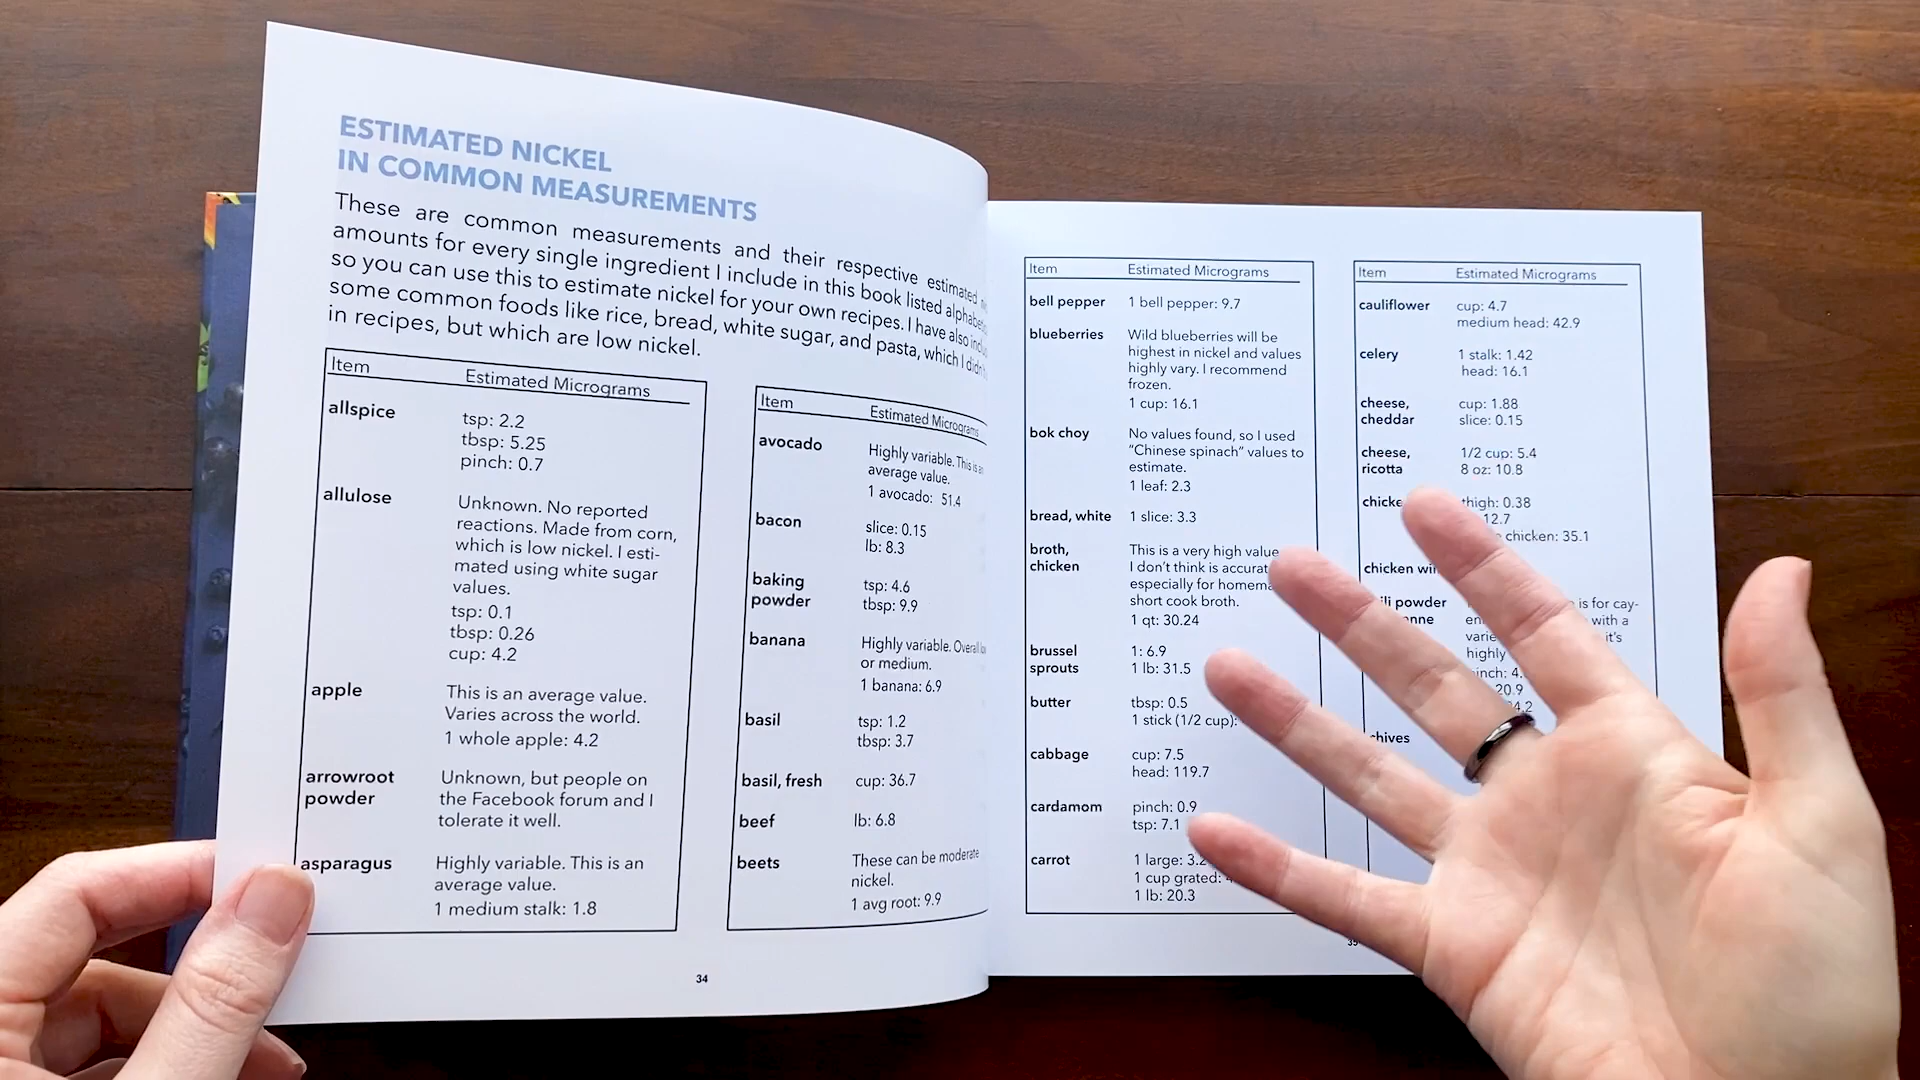 ESTIMATED NICKEL
IN COMMON MEASUREMENTS
These are common measurements and their respective estimated
amounts for every single ingredient I include in this book listed
so you can use this to estimate nickel for your own recipes. I have also
some common foods like rice, bread, white sugar, and pasta, which I
in recipes, but which are low nickel.
Item Estimated Micrograms
allspice tsp: 2.2
tbsp: 5.25
pinch: 0.7
allulose Unknown. No reported
reactions. Made from corn,
which is low nickel. I esti-
mated using white sugar
values.
tsp: 0.1
tbsp: 0.26
cup: 4.2
apple This is an average value.
Varies across the world.
1 whole apple: 4.2
arrowroot Unknown, but people on
powder the Facebook forum and I
tolerate it well.
asparagus Highly variable. This is an
average value.
1 medium stalk: 1.8
Item Estimated Micrograms
avocado Highly variable. This is
average value.
1 avocado: 51.4
bacon slice: 0.15
lb: 8.3
baking tsp: 4.6
powder tbsp: 9.9
banana Highly variable. Overall
or medium.
1 banana: 6.9
basil tsp: 1.2
tbsp: 3.7
basil, fresh cup: 36.7
beef lb: 6.8
beets These can be moderate
nickel.
1 avg root: 9.9
34
Item Estimated Micrograms
bell pepper 1 bell pepper: 9.7
blueberries Wild blueberries will be
highest in nickel and values
highly vary. I recommend
frozen.
1 cup: 16.1
bok choy No values found, so I used
“Chinese spinach” values to
estimate.
1 leaf: 2.3
bread, white 1 slice: 3.3
broth, This is a very high value
chicken I don’t think is
especially for
short cook broth.
1 qt: 30.24
brussel 1: 6.9
sprouts 1 lb: 31.5
butter tbsp: 0.5
1 stick (1/2 cup):
cabbage cup: 7.5
head: 119.7
cardamom pinch: 0.9
tsp: 7.1
carrot 1 large:
1 cup grated:
1 lb: 20.3
Item Estimated Micrograms
cauliflower cup: 4.7
medium head: 42.9
celery 1 stalk: 1.42
head: 16.1
cheese, cup: 1.88
cheddar slice: 0.15
cheese, 1/2 cup: 5.4
ricotta 8 oz: 10.8
thigh: 0.38
12.7
chicken: 35.1
chicken
powder is for cay-
with a
it’s
highly
20.9